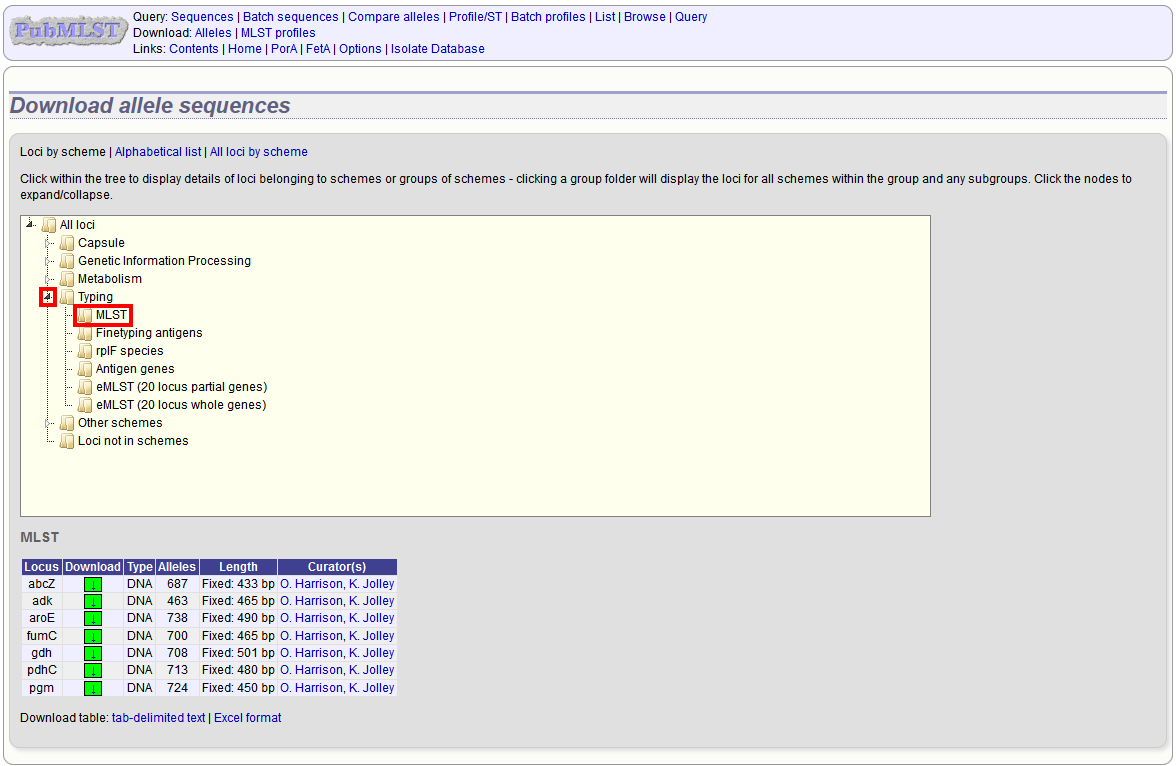 PubMLST
Query: Sequences | Batch sequences | Compare alleles | Profile/ST | Batch profiles | List | Browse | Query
Download: Alleles | MLST profiles
Links: Contents | Home | PorA | FetA | Options | Isolate Database
Download allele sequences
Loci by scheme | Alphabetical list | All loci by scheme
Click within the tree to display details of loci belonging to schemes or groups of schemes - clicking a group folder will display the loci for all schemes within the group and any subgroups. Click the nodes to
expand/collapse.
All loci
Capsule
Genetic Information Processing
Metabolism
Typing
MLST
Finetyping antigens
rplF species
Antigen genes
eMLST (20 locus partial genes)
eMLST (20 locus whole genes)
Other schemes
Loci not in schemes
MLST
Locus Download Type Alleles Length Curator(s)
abcZ ↓ DNA 687 Fixed: 433 bp O. Harrison, K. Jolley
adk ↓ DNA 463 Fixed: 465 bp O. Harrison, K. Jolley
aroE ↓ DNA 738 Fixed: 490 bp O. Harrison, K. Jolley
fumC ↓ DNA 700 Fixed: 465 bp O. Harrison, K. Jolley
gdh ↓ DNA 708 Fixed: 501 bp O. Harrison, K. Jolley
pdhC ↓ DNA 713 Fixed: 480 bp O. Harrison, K. Jolley
pgm ↓ DNA 724 Fixed: 450 bp O. Harrison, K. Jolley
Download table: tab-delimited text | Excel format